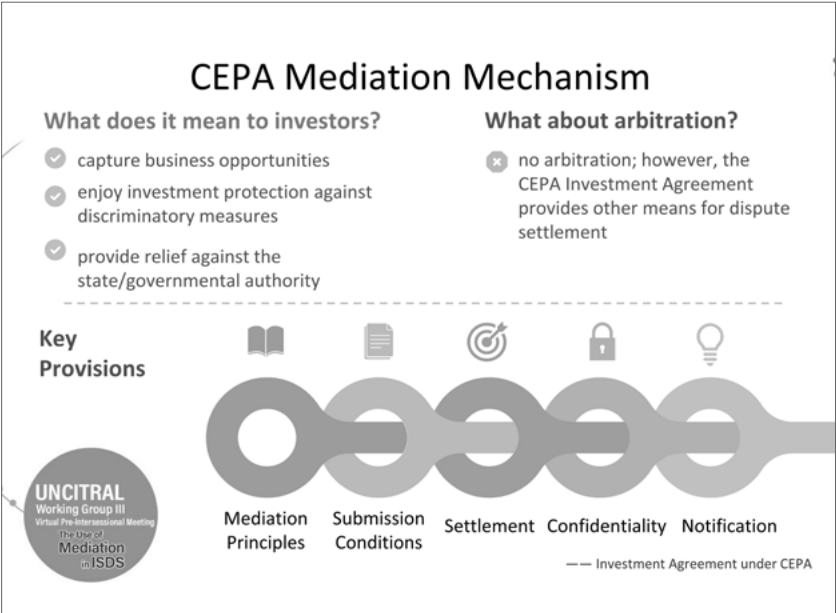 CEPA Mediation Mechanism
What does it mean to investors?
capture business opportunities
enjoy investment protection against
discriminatory measures
provide relief against the
state/governmental authority
What about arbitration?
no arbitration; however, the
CEPA Investment Agreement
provides other means for dispute
settlement
Key
Provisions
Mediation
Principles
Submission
Conditions
Settlement
Confidentiality
Notification
UNCITRAL
Working Group III
Virtual Pre-Intersessional Meeting
The Use of
Mediation
in ISDS
—— Investment Agreement under CEPA